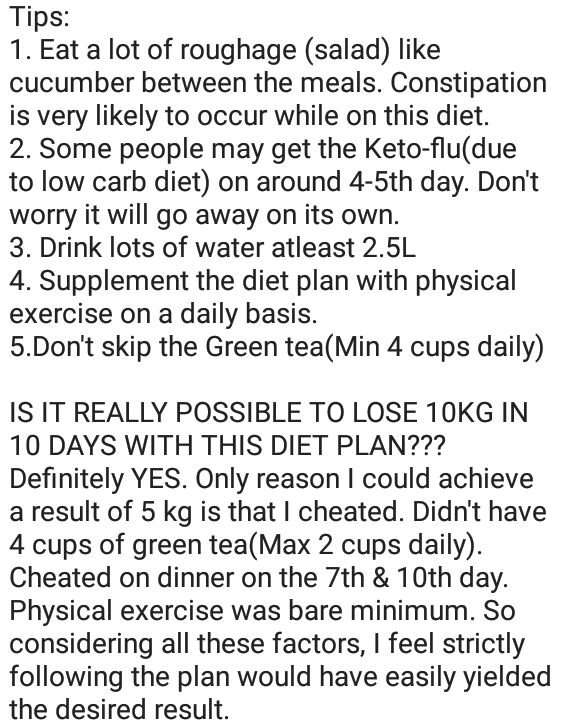 Tips:
1. Eat a lot of roughage (salad) like
cucumber between the meals. Constipation
is very likely to occur while on this diet.
2. Some people may get the Keto-flu(due
to low carb diet) on around 4-5th day. Don't
worry it will go away on its own.
3. Drink lots of water atleast 2.5L
4. Supplement the diet plan with physical
exercise on a daily basis.
5.Don't skip the Green tea(Min 4 cups daily)

IS IT REALLY POSSIBLE TO LOSE 10KG IN
10 DAYS WITH THIS DIET PLAN???
Definitely YES. Only reason I could achieve
a result of 5 kg is that I cheated. Didn't have
4 cups of green tea(Max 2 cups daily).
Cheated on dinner on the 7th & 10th day.
Physical exercise was bare minimum. So
considering all these factors, I feel strictly
following the plan would have easily yielded
the desired result.